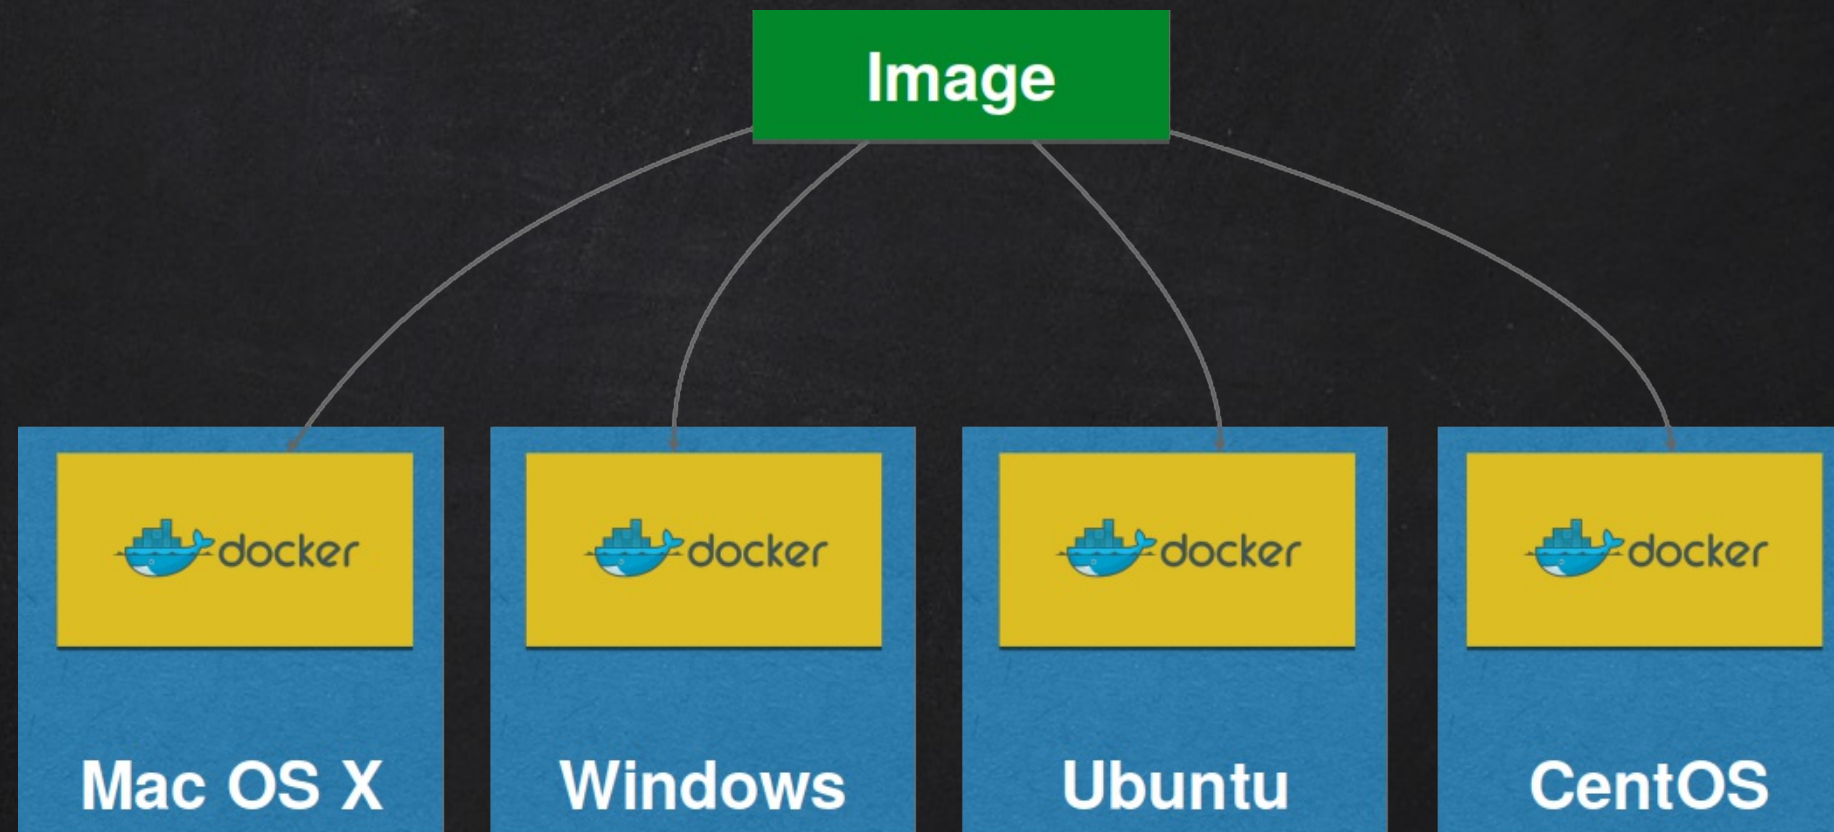 Image
docker
docker
docker
docker
Mac OS X
Windows
Ubuntu
CentOS